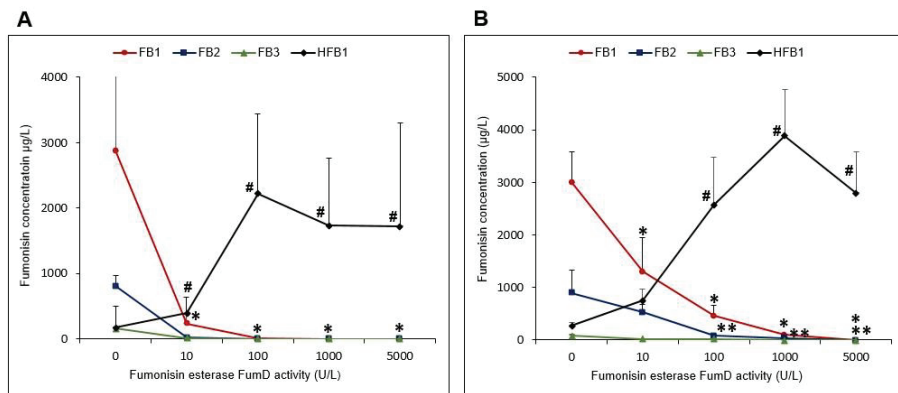 A
FB1 FB2 FB3 HFB1
4000
3000
2000
1000
0
Fumonisin concentratoin µg/L
#
#
#
#
*
*
*
*
0 10 100 1000 5000
Fumonisin esterase FumD activity (U/L)
B
FB1 FB2 FB3 HFB1
5000
4000
3000
2000
1000
0
Fumonisin concentration (µg/L)
#
#
#
*
*
**
*
**
*
**
0 10 100 1000 5000
Fumonisin esterase FumD activity (U/L)